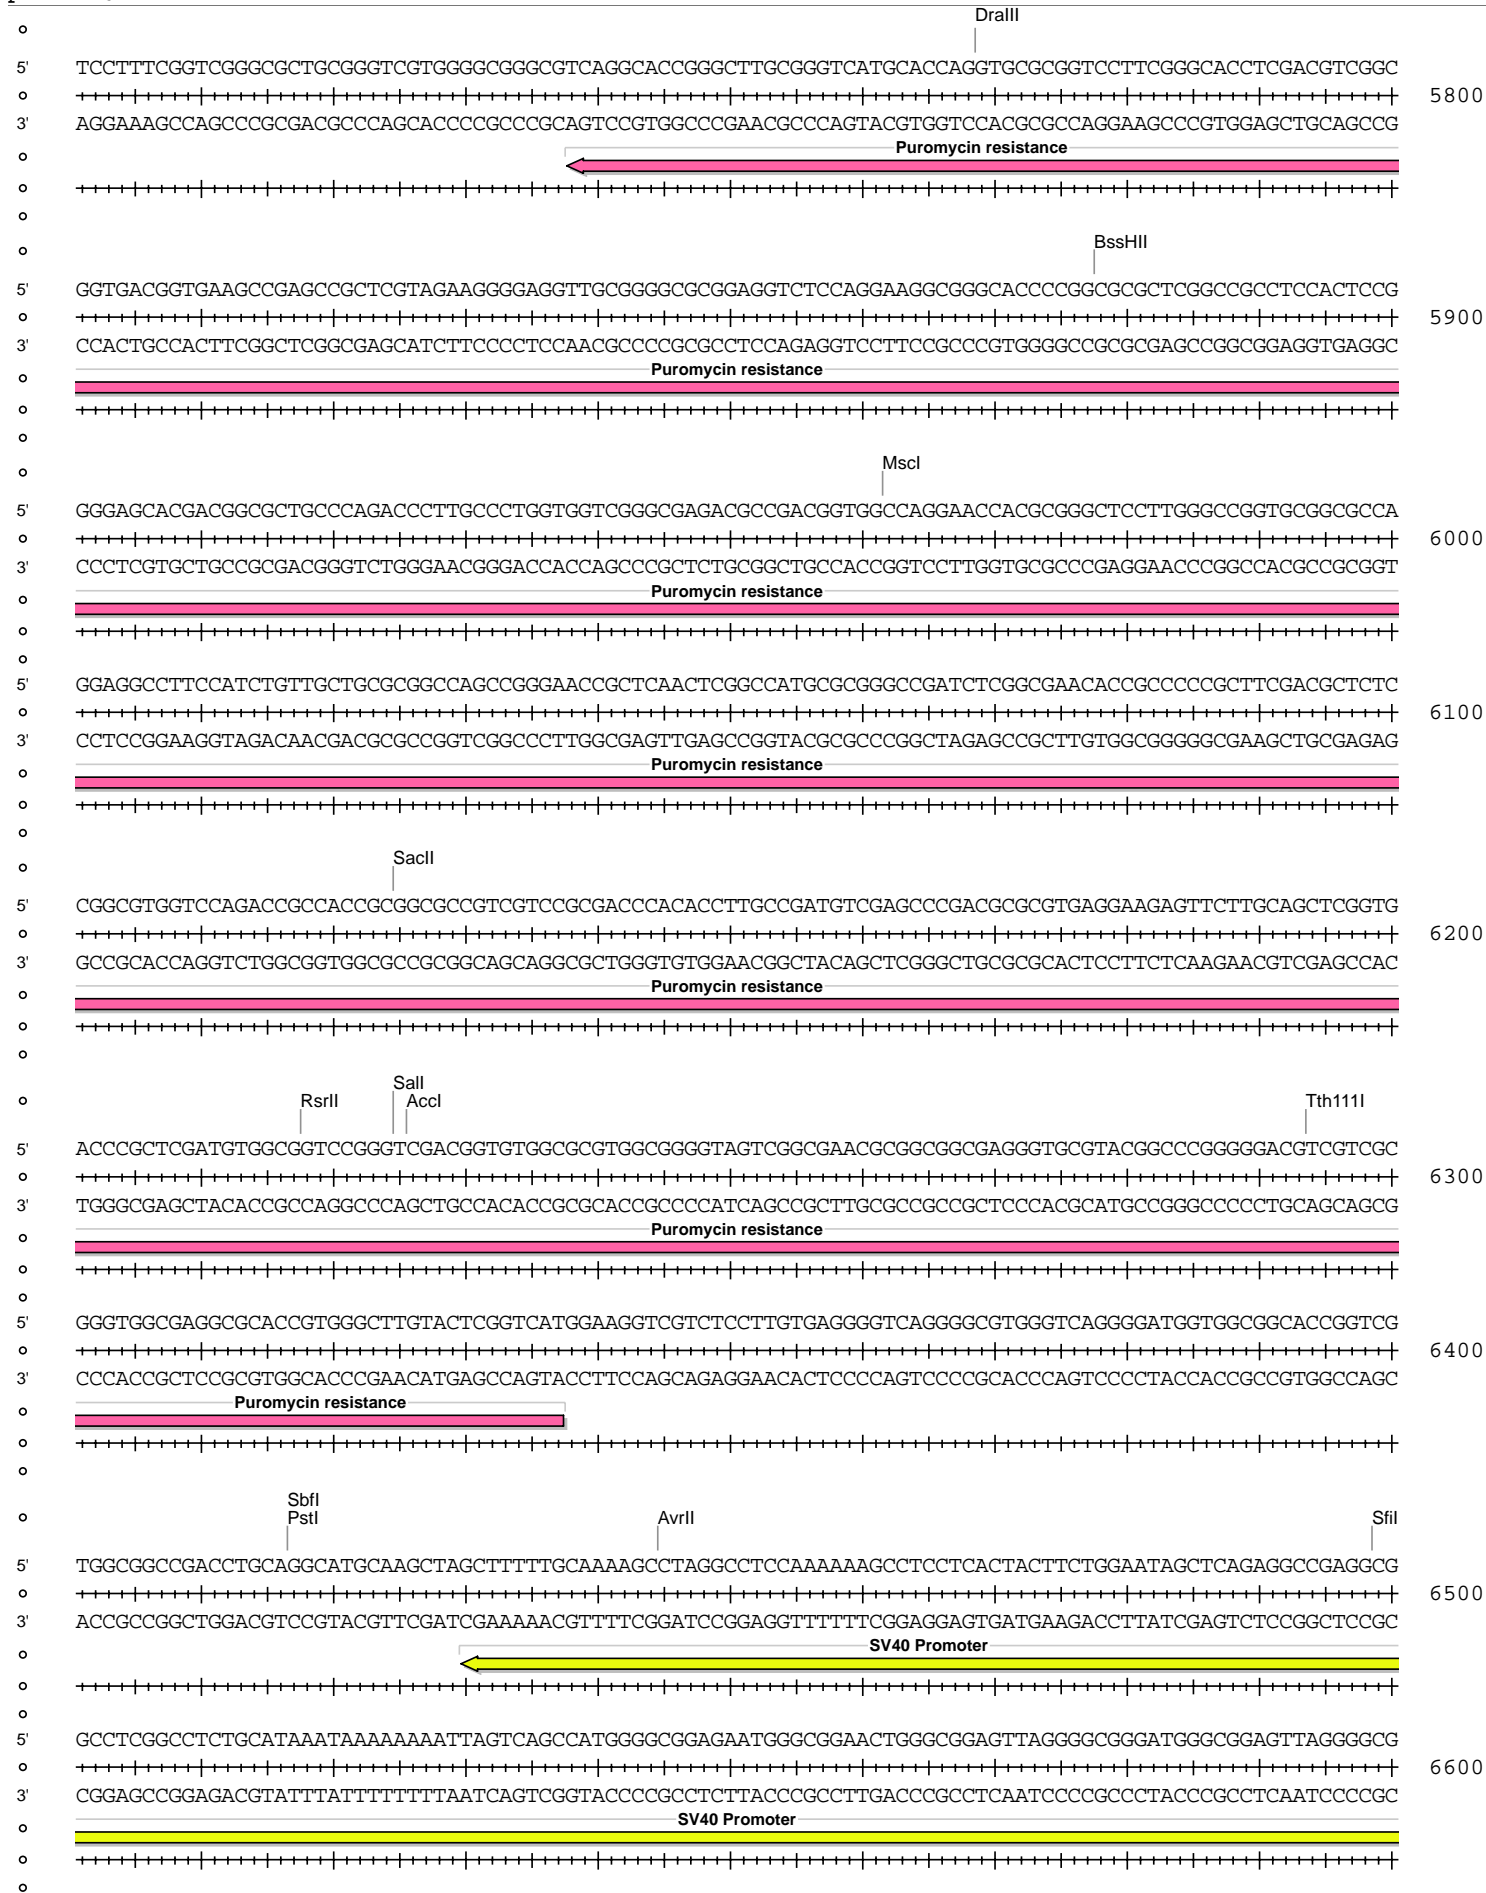 DraIII
5' TCCTTTCGGTCGGGCGCTGCGGGTCGTGGGGCGGGCGTCAGGCACCGGGCTTGCGGGTCATGCACCAGGTGCGCGGTCCTTCGGGCACCTCGACGTCGGC
5800
3' AGGAAAGCCAGCCCGCGACGCCCAGCACCCCGCCCGCAGTCCGTGGCCCGAACGCCCAGTACGTGGTCCACGCGCCAGGAAGCCCGTGGAGCTGCAGCCG
Puromycin resistance
BssHII
5' GGTGACGGTGAAGCCGAGCCGCTCGTAGAAGGGGAGGTTGCGGGGCGCGGAGGTCTCCAGGAAGGCGGGCACCCCGGCGCGCTCGGCCGCCTCCACTCCG
5900
3' CCACTGCCACTTCGGCTCGGCGAGCATCTTCCCCTCCAACGCCCCGCGCCTCCAGAGGTCCTTCCGCCCGTGGGGCCGCGCGAGCCGGCGGAGGTGAGGC
Puromycin resistance
MscI
5' GGGAGCACGACGGCGCTGCCCAGACCCTTGCCCTGGTGGTCGGGCGAGACGCCGACGGTGGCCAGGAACCACGCGGGCTCCTTGGGCCGGTGCGGCGCCA
6000
3' CCCTCGTGCTGCCGCGACGGGTCTGGGAACGGGACCACCAGCCCGCTCTGCGGCTGCCACCGGTCCTTGGTGCGCCCGAGGAACCCGGCCACGCCGCGGT
Puromycin resistance
5' GGAGGCCTTCCATCTGTTGCTGCGCGGCCAGCCGGGAACCGCTCAACTCGGCCATGCGCGGGCCGATCTCGGCGAACACCGCCCCCGCTTCGACGCTCTC
6100
3' CCTCCGGAAGGTAGACAACGACGCGCCGGTCGGCCCTTGGCGAGTTGAGCCGGTACGCGCCCGGCTAGAGCCGCTTGTGGCGGGGGCGAAGCTGCGAGAG
Puromycin resistance
SacII
5' CGGCGTGGTCCAGACCGCCACCGCGGCGCCGTCGTCCGCGACCCACACCTTGCCGATGTCGAGCCCGACGCGCGTGAGGAAGAGTTCTTGCAGCTCGGTG
6200
3' GCCGCACCAGGTCTGGCGGTGGCGCCGCGGCAGCAGGCGCTGGGTGTGGAACGGCTACAGCTCGGGCTGCGCGCACTCCTTCTCAAGAACGTCGAGCCAC
Puromycin resistance
SalI
RsrII AccI Tth111I
5' ACCCGCTCGATGTGGCGGTCCGGGTCGACGGTGTGGCGCGTGGCGGGGTAGTCGGCGAACGCGGCGGCGAGGGTGCGTACGGCCCGGGGGACGTCGTCGC
6300
3' TGGGCGAGCTACACCGCCAGGCCCAGCTGCCACACCGCGCACCGCCCCATCAGCCGCTTGCGCCGCCGCTCCCACGCATGCCGGGCCCCCTGCAGCAGCG
Puromycin resistance
5' GGGTGGCGAGGCGCACCGTGGGCTTGTACTCGGTCATGGAAGGTCGTCTCCTTGTGAGGGGTCAGGGGCGTGGGTCAGGGGATGGTGGCGGCACCGGTCG
6400
3' CCCACCGCTCCGCGTGGCACCCGAACATGAGCCAGTACCTTCCAGCAGAGGAACACTCCCCAGTCCCCGCACCCAGTCCCCTACCACCGCCGTGGCCAGC
Puromycin resistance
SbfI
PstI AvrII SfiI
5' TGGCGGCCGACCTGCAGGCATGCAAGCTAGCTTTTTGCAAAAGCCTAGGCCTCCAAAAAAGCCTCCTCACTACTTCTGGAATAGCTCAGAGGCCGAGGCG
6500
3' ACCGCCGGCTGGACGTCCGTACGTTCGATCGAAAAACGTTTTCGGATCCGGAGGTTTTTTCGGAGGAGTGATGAAGACCTTATCGAGTCTCCGGCTCCGC
SV40 Promoter
5' GCCTCGGCCTCTGCATAAATAAAAAAAATTAGTCAGCCATGGGGCGGAGAATGGGCGGAACTGGGCGGAGTTAGGGGCGGGATGGGCGGAGTTAGGGGCG
6600
3' CGGAGCCGGAGACGTATTTATTTTTTTTAATCAGTCGGTACCCCGCCTCTTACCCGCCTTGACCCGCCTCAATCCCCGCCCTACCCGCCTCAATCCCCGC
SV40 Promoter